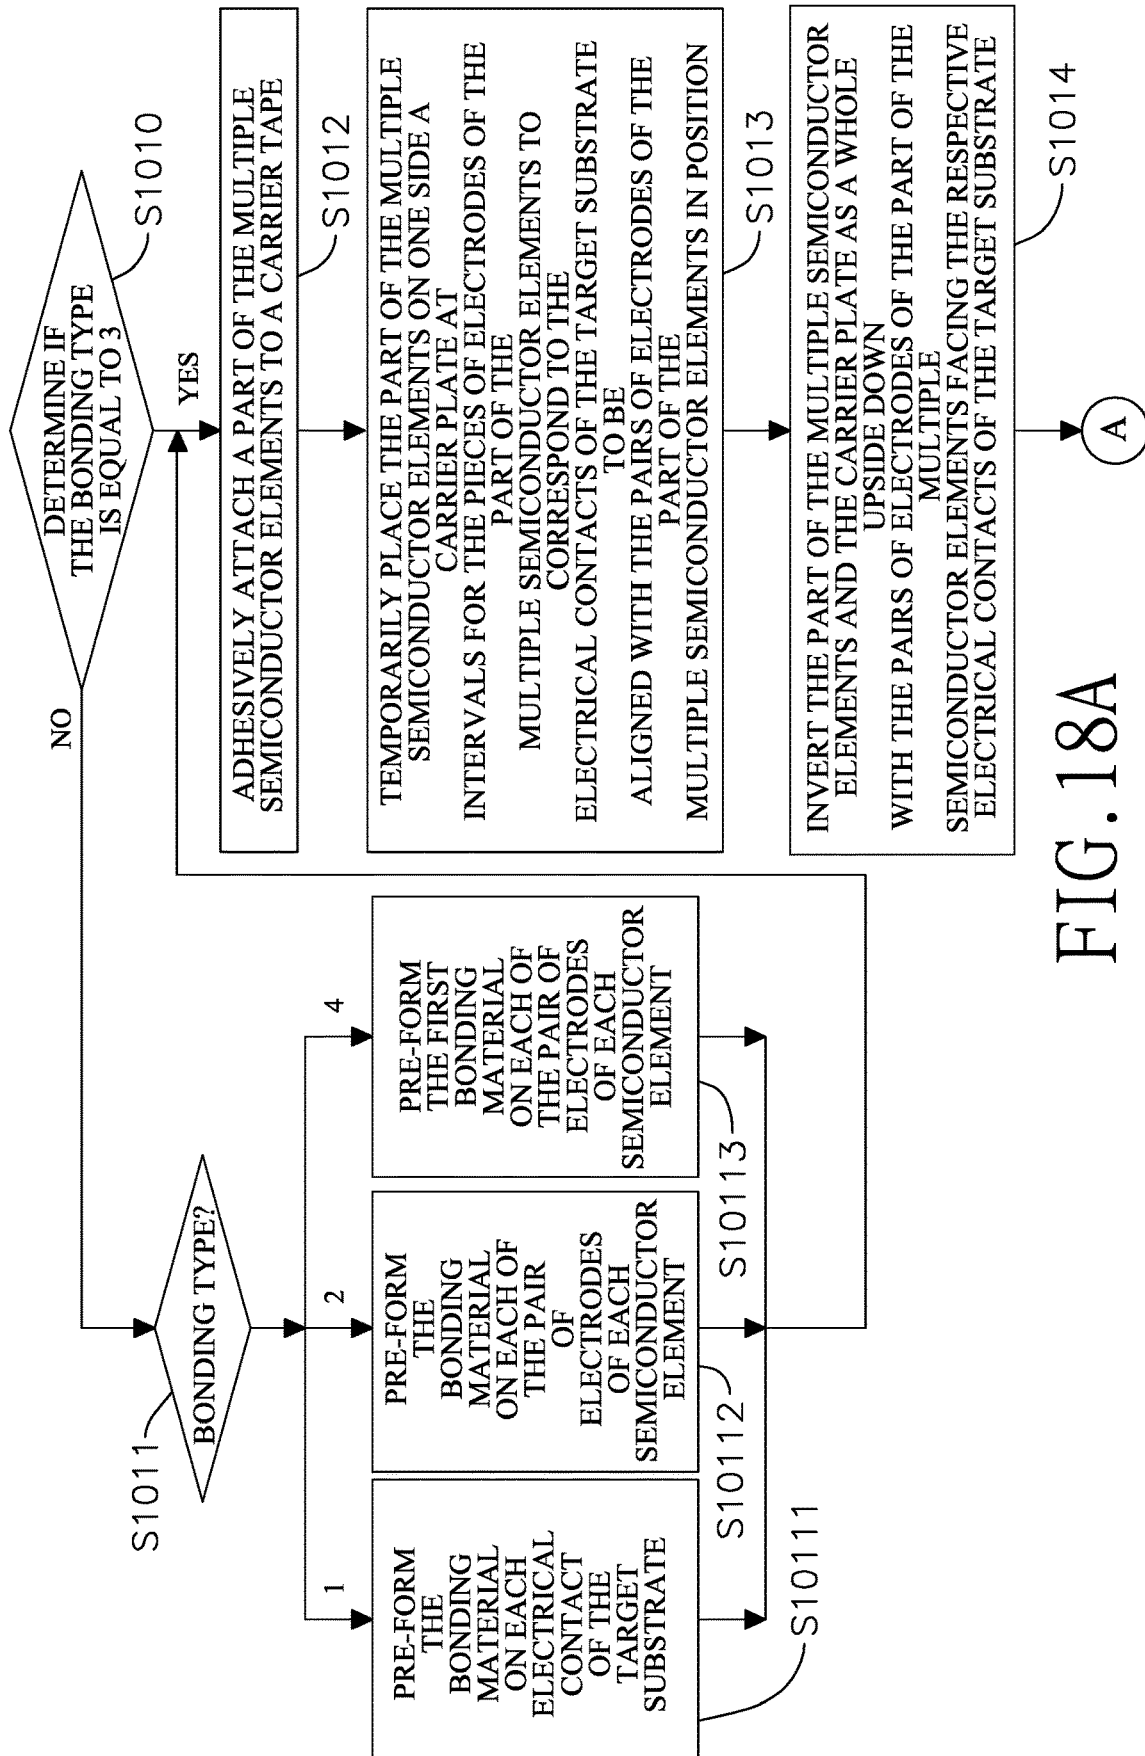 DETERMINE IF
THE BONDING TYPE
IS EQUAL TO 3
S1010
NO
YES
BONDING TYPE?
S1011
1
2
4
PRE-FORM
THE
BONDING
MATERIAL
ON EACH
ELECTRICAL
CONTACT
OF THE
TARGET
SUBSTRATE
S10111
PRE-FORM
THE
BONDING
MATERIAL
ON EACH OF
THE PAIR
OF
ELECTRODES
OF EACH
SEMICONDUCTOR
ELEMENT
S10112
PRE-FORM
THE FIRST
BONDING
MATERIAL
ON EACH OF
THE PAIR OF
ELECTRODES
OF EACH
SEMICONDUCTOR
ELEMENT
S10113
ADHESIVELY ATTACH A PART OF THE MULTIPLE
SEMICONDUCTOR ELEMENTS TO A CARRIER TAPE
S1012
TEMPORARILY PLACE THE PART OF THE MULTIPLE
SEMICONDUCTOR ELEMENTS ON ONE SIDE A
CARRIER PLATE AT
INTERVALS FOR THE PIECES OF ELECTRODES OF THE
PART OF THE
MULTIPLE SEMICONDUCTOR ELEMENTS TO
CORRESPOND TO THE
ELECTRICAL CONTACTS OF THE TARGET SUBSTRATE
TO BE
ALIGNED WITH THE PAIRS OF ELECTRODES OF THE
PART OF THE
MULTIPLE SEMICONDUCTOR ELEMENTS IN POSITION
S1013
INVERT THE PART OF THE MULTIPLE SEMICONDUCTOR
ELEMENTS AND THE CARRIER PLATE AS A WHOLE
UPSIDE DOWN
WITH THE PAIRS OF ELECTRODES OF THE PART OF THE
MULTIPLE
SEMICONDUCTOR ELEMENTS FACING THE RESPECTIVE
ELECTRICAL CONTACTS OF THE TARGET SUBSTRATE
S1014
A
FIG. 18A